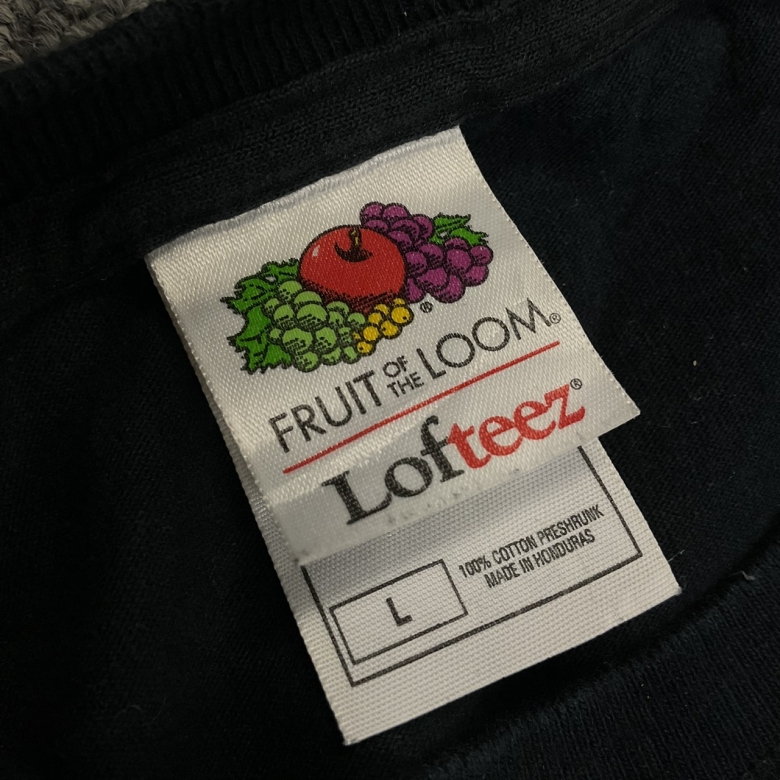 ®
FRUIT OF THE LOOM®
Lofteez®
L
100% COTTON PRESHRUNK
MADE IN HONDURAS